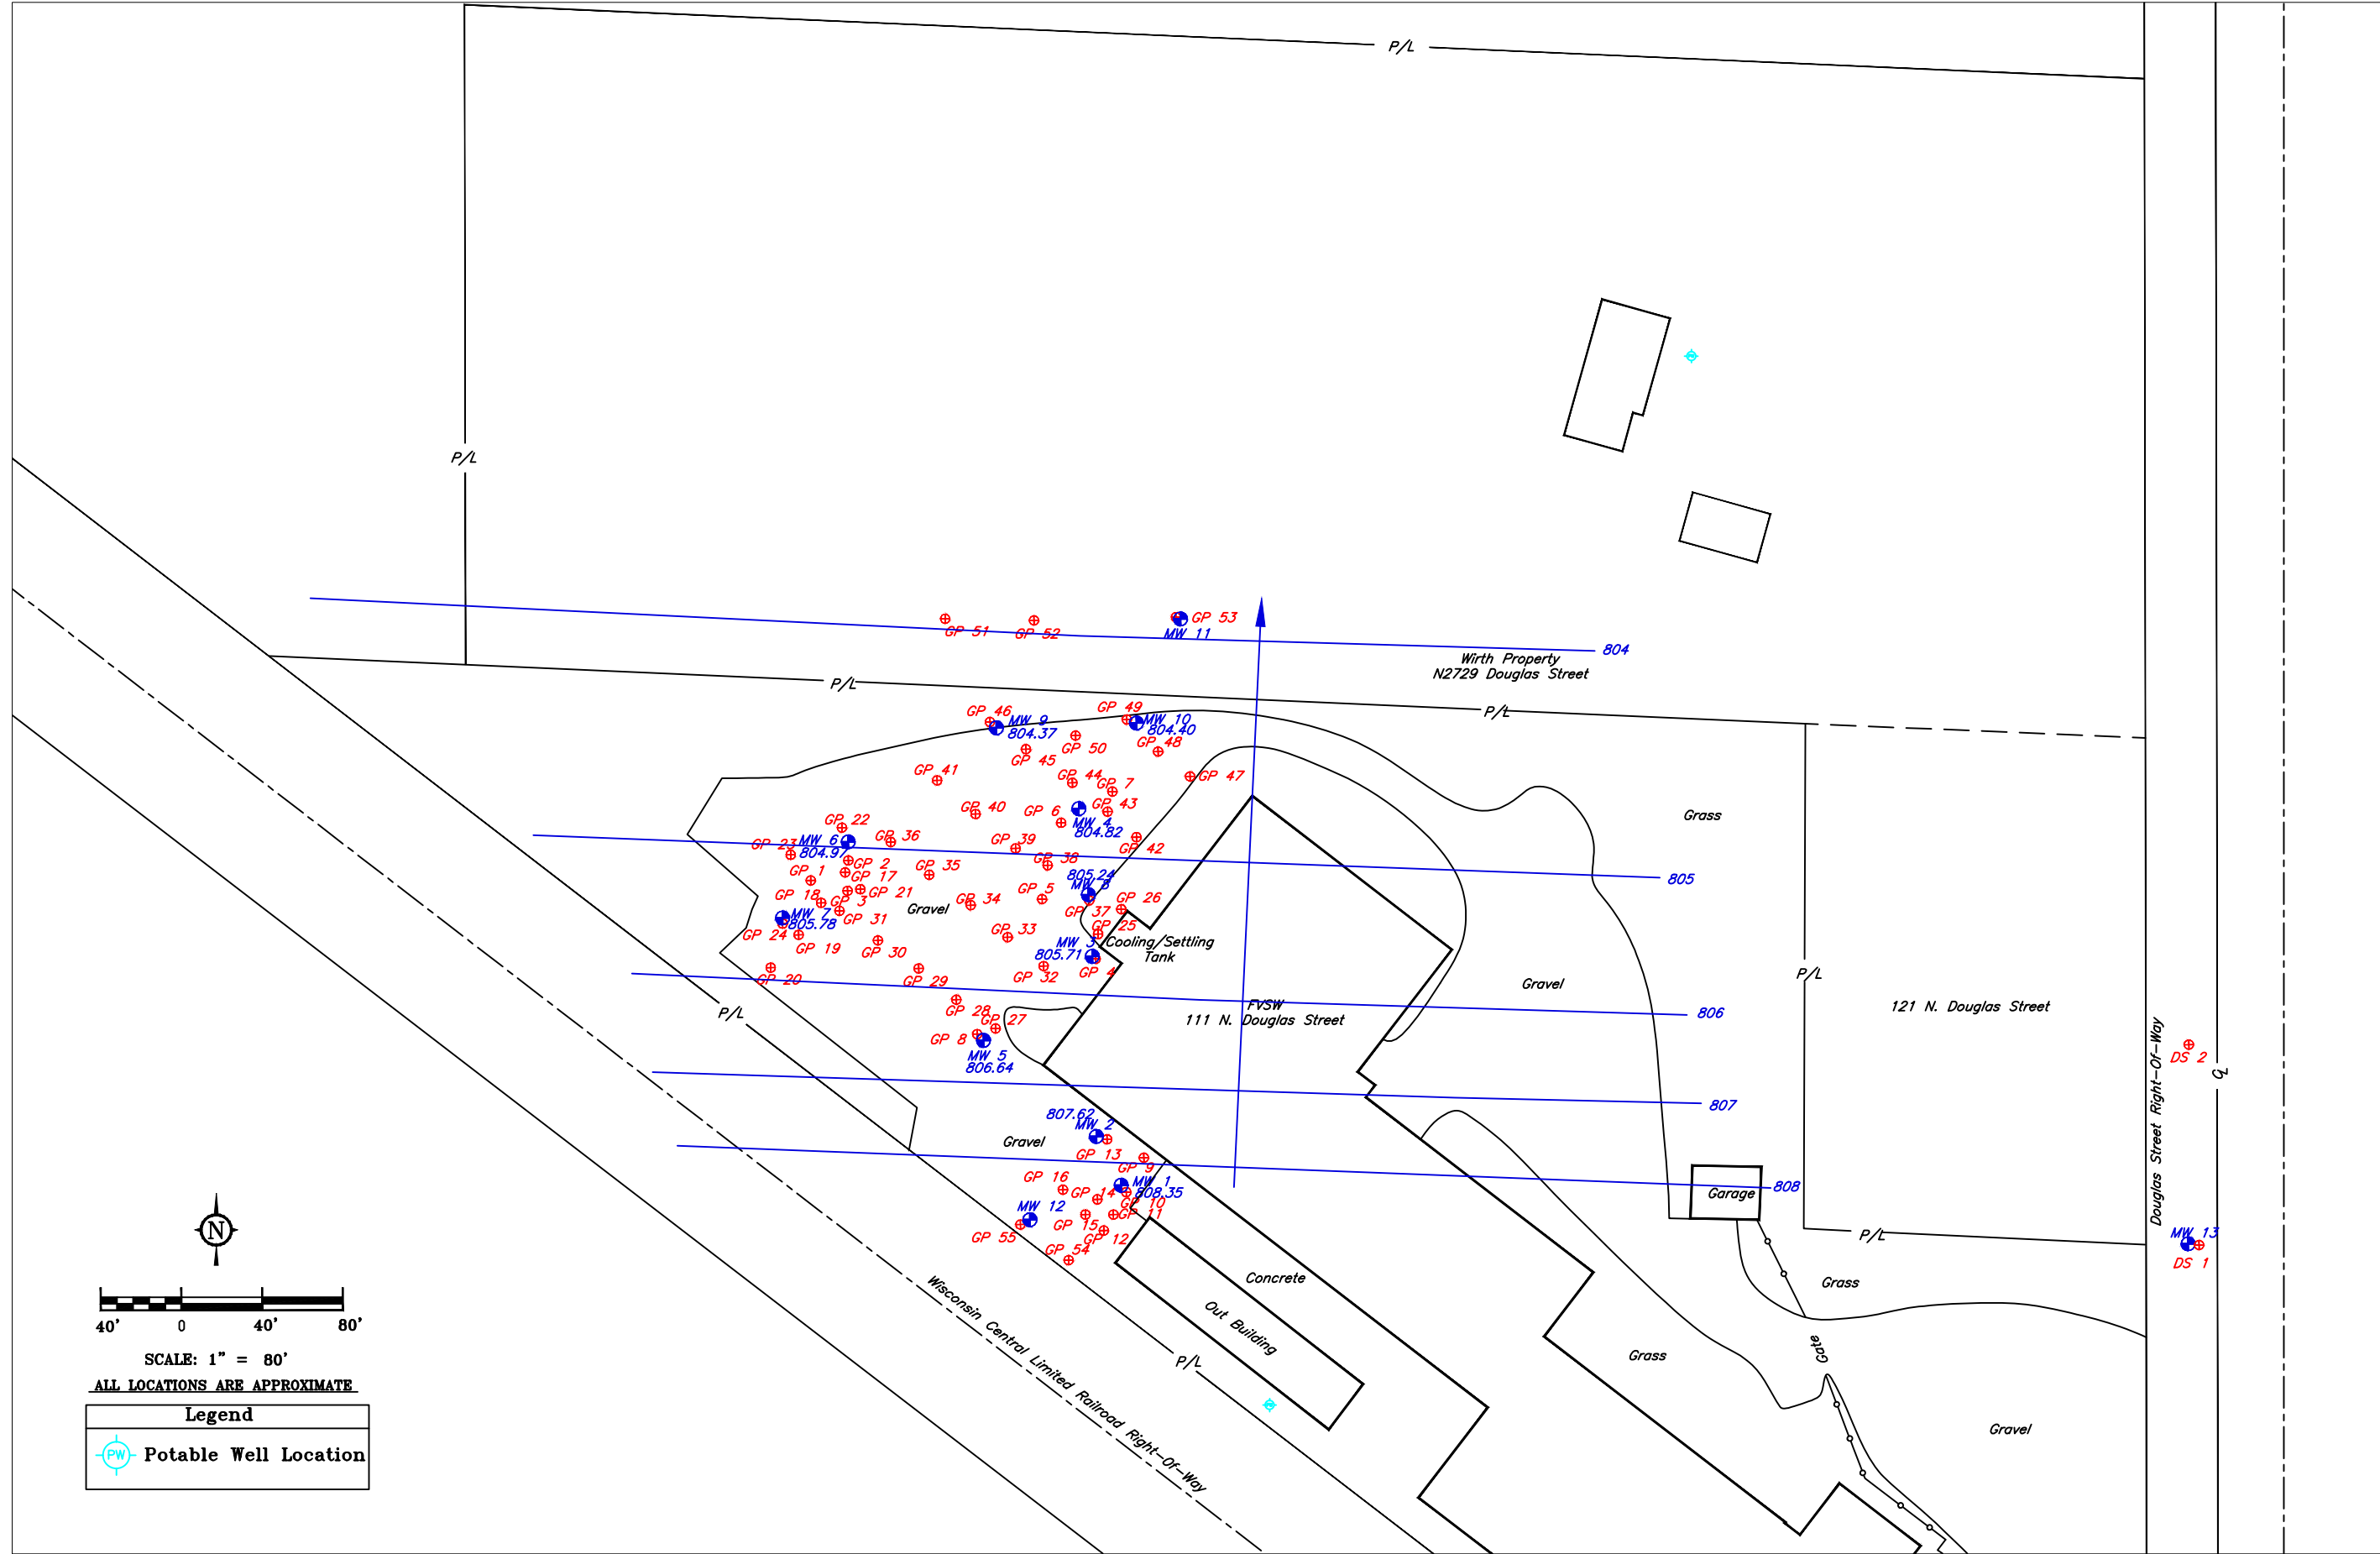 P/L
P/L
GP 51
GP 52
GP 53
MW 11
804
Wirth Property
N2729 Douglas Street
P/L
P/L
GP 46
MW 9
804.37
GP 49
MW 10
804.40
GP 45
GP 50
GP 48
GP 41
GP 44
GP 7
GP 47
GP 40
GP 6
GP 43
MW 4
804.82
Grass
GP 22
GP 23
MW 6
804.97
GP 36
GP 39
GP 38
GP 42
GP 2
GP 35
GP 1
GP 17
805.24
MW 8
805
GP 18
GP 3
GP 21
GP 5
GP 26
GP 34
Gravel
GP 37
MW 7
805.78
GP 31
GP 25
GP 24
GP 19
GP 30
GP 33
MW 3
805.71
Cooling/Settling
Tank
GP 20
GP 29
GP 32
GP 4
P/L
Gravel
GP 28
GP 27
FVSW
111 N. Douglas Street
121 N. Douglas Street
806
P/L
GP 8
MW 5
806.64
DS 2
Douglas Street Right-Of-Way
807
807.62
MW 2
Gravel
GP 13
GP 9
GP 16
GP 14
MW 1
808.35
GP 10
808
Garage
MW 12
GP 15
GP 11
GP 55
GP 12
GP 54
P/L
MW 13
DS 1
Concrete
Grass
Out Building
Wisconsin Central Limited Railroad Right-Of-Way
P/L
Gate
Grass
Gravel
N
40' 0 40' 80'
SCALE: 1" = 80'
ALL LOCATIONS ARE APPROXIMATE
Legend
PW Potable Well Location